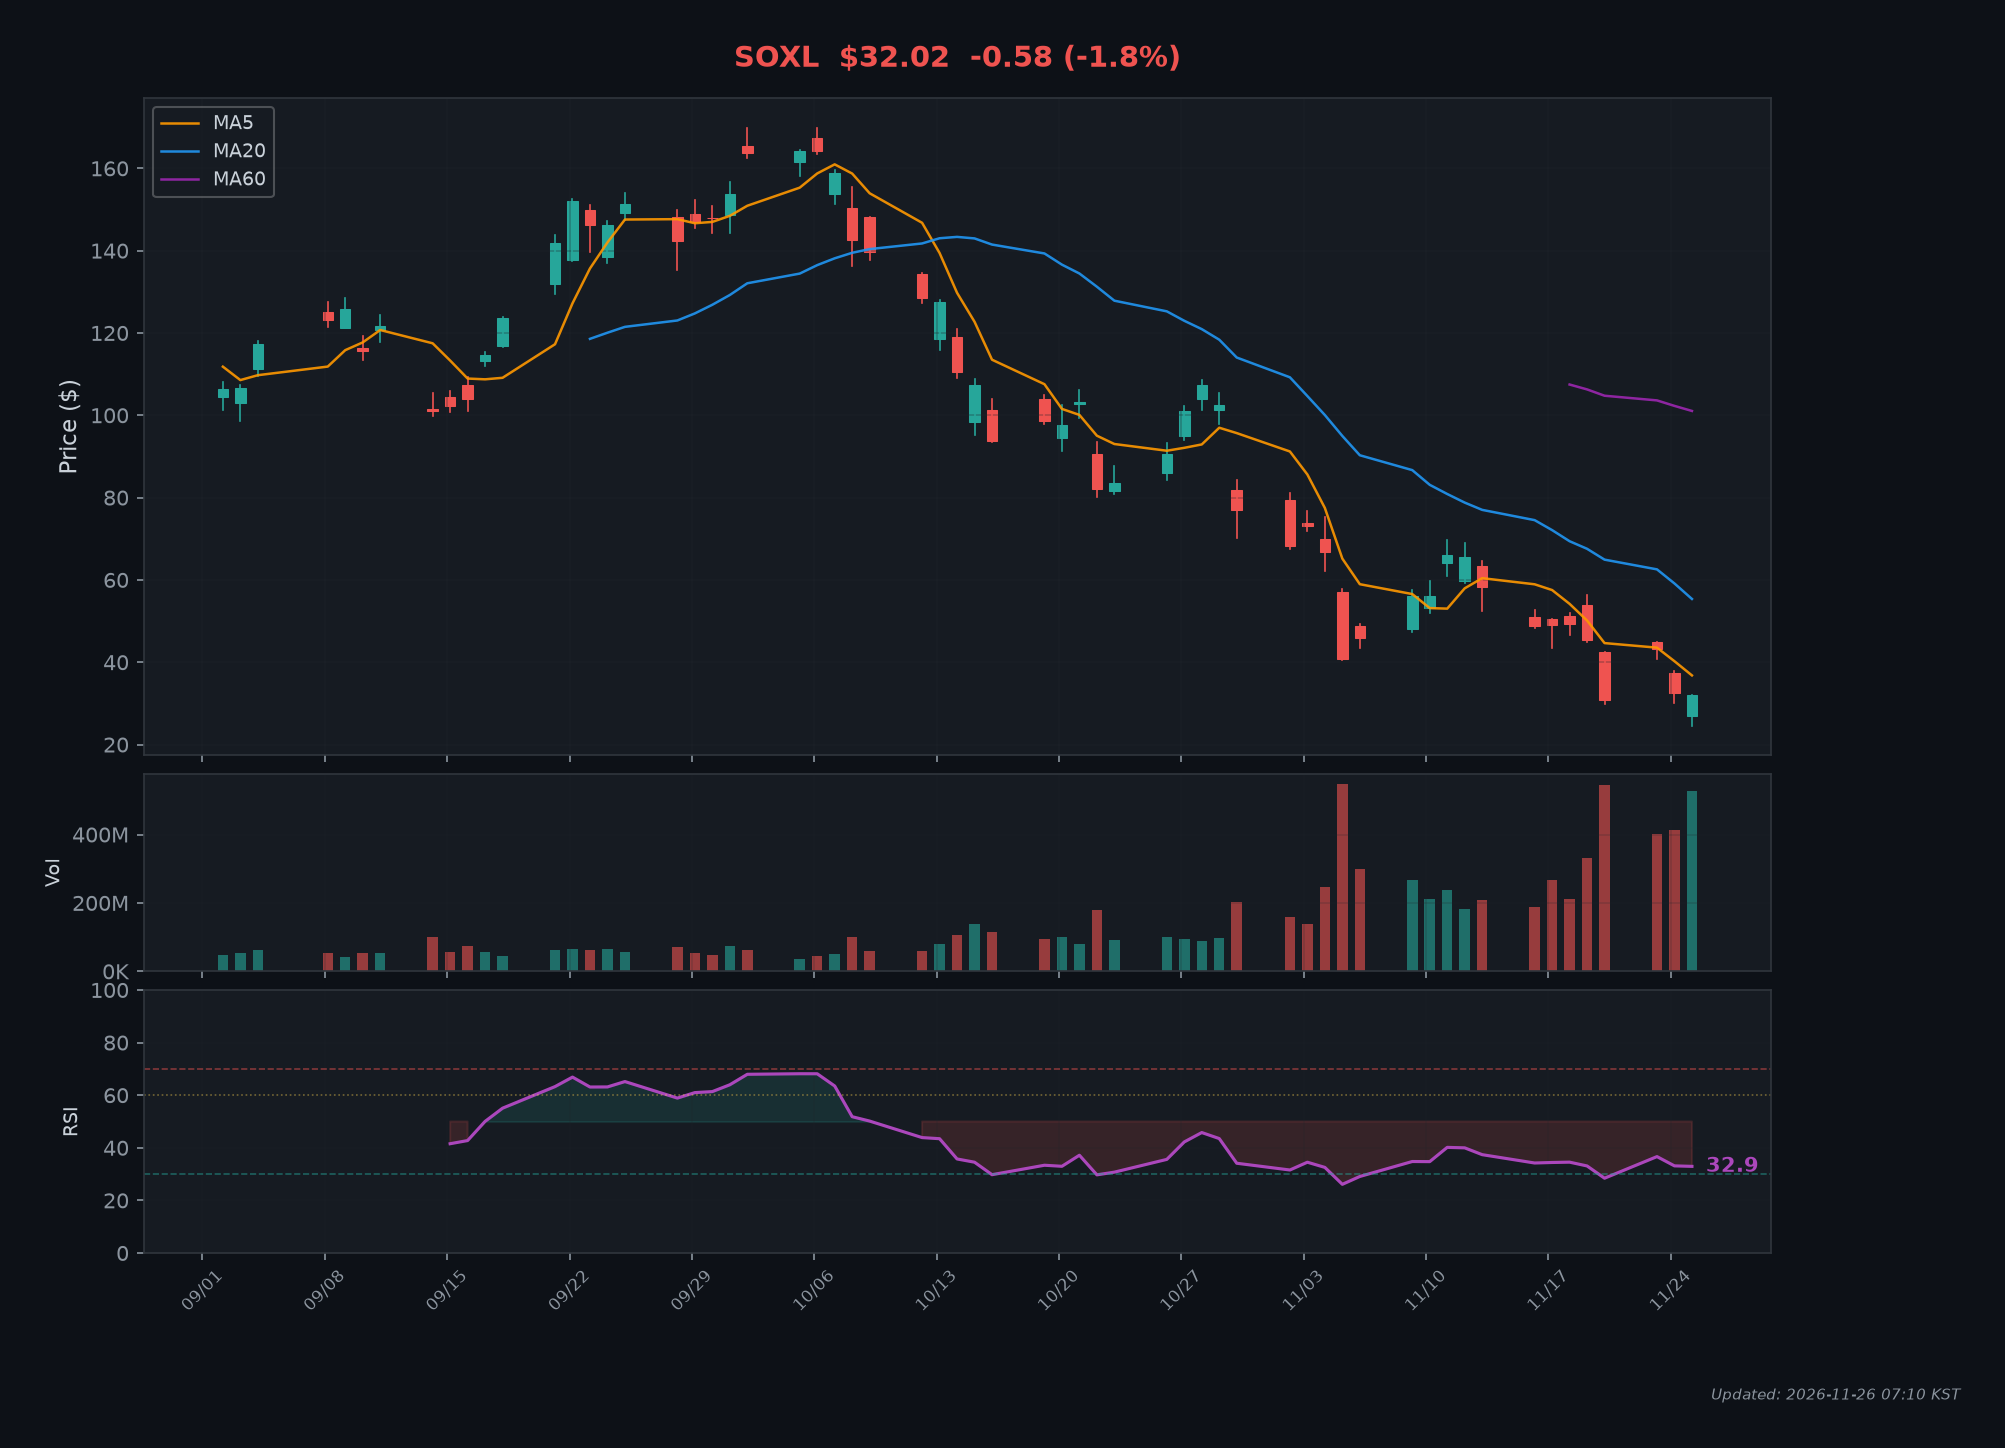 SOXL  $32.02  -0.58 (-1.8%)
MA5
MA20
MA60
Price ($)
160
140
120
100
80
60
40
20
Vol
400M
200M
0K
RSI
100
80
60
40
20
0
32.9
09/01
09/08
09/15
09/22
09/29
10/06
10/13
10/20
10/27
11/03
11/10
11/17
11/24
Updated: 2026-11-26 07:10 KST